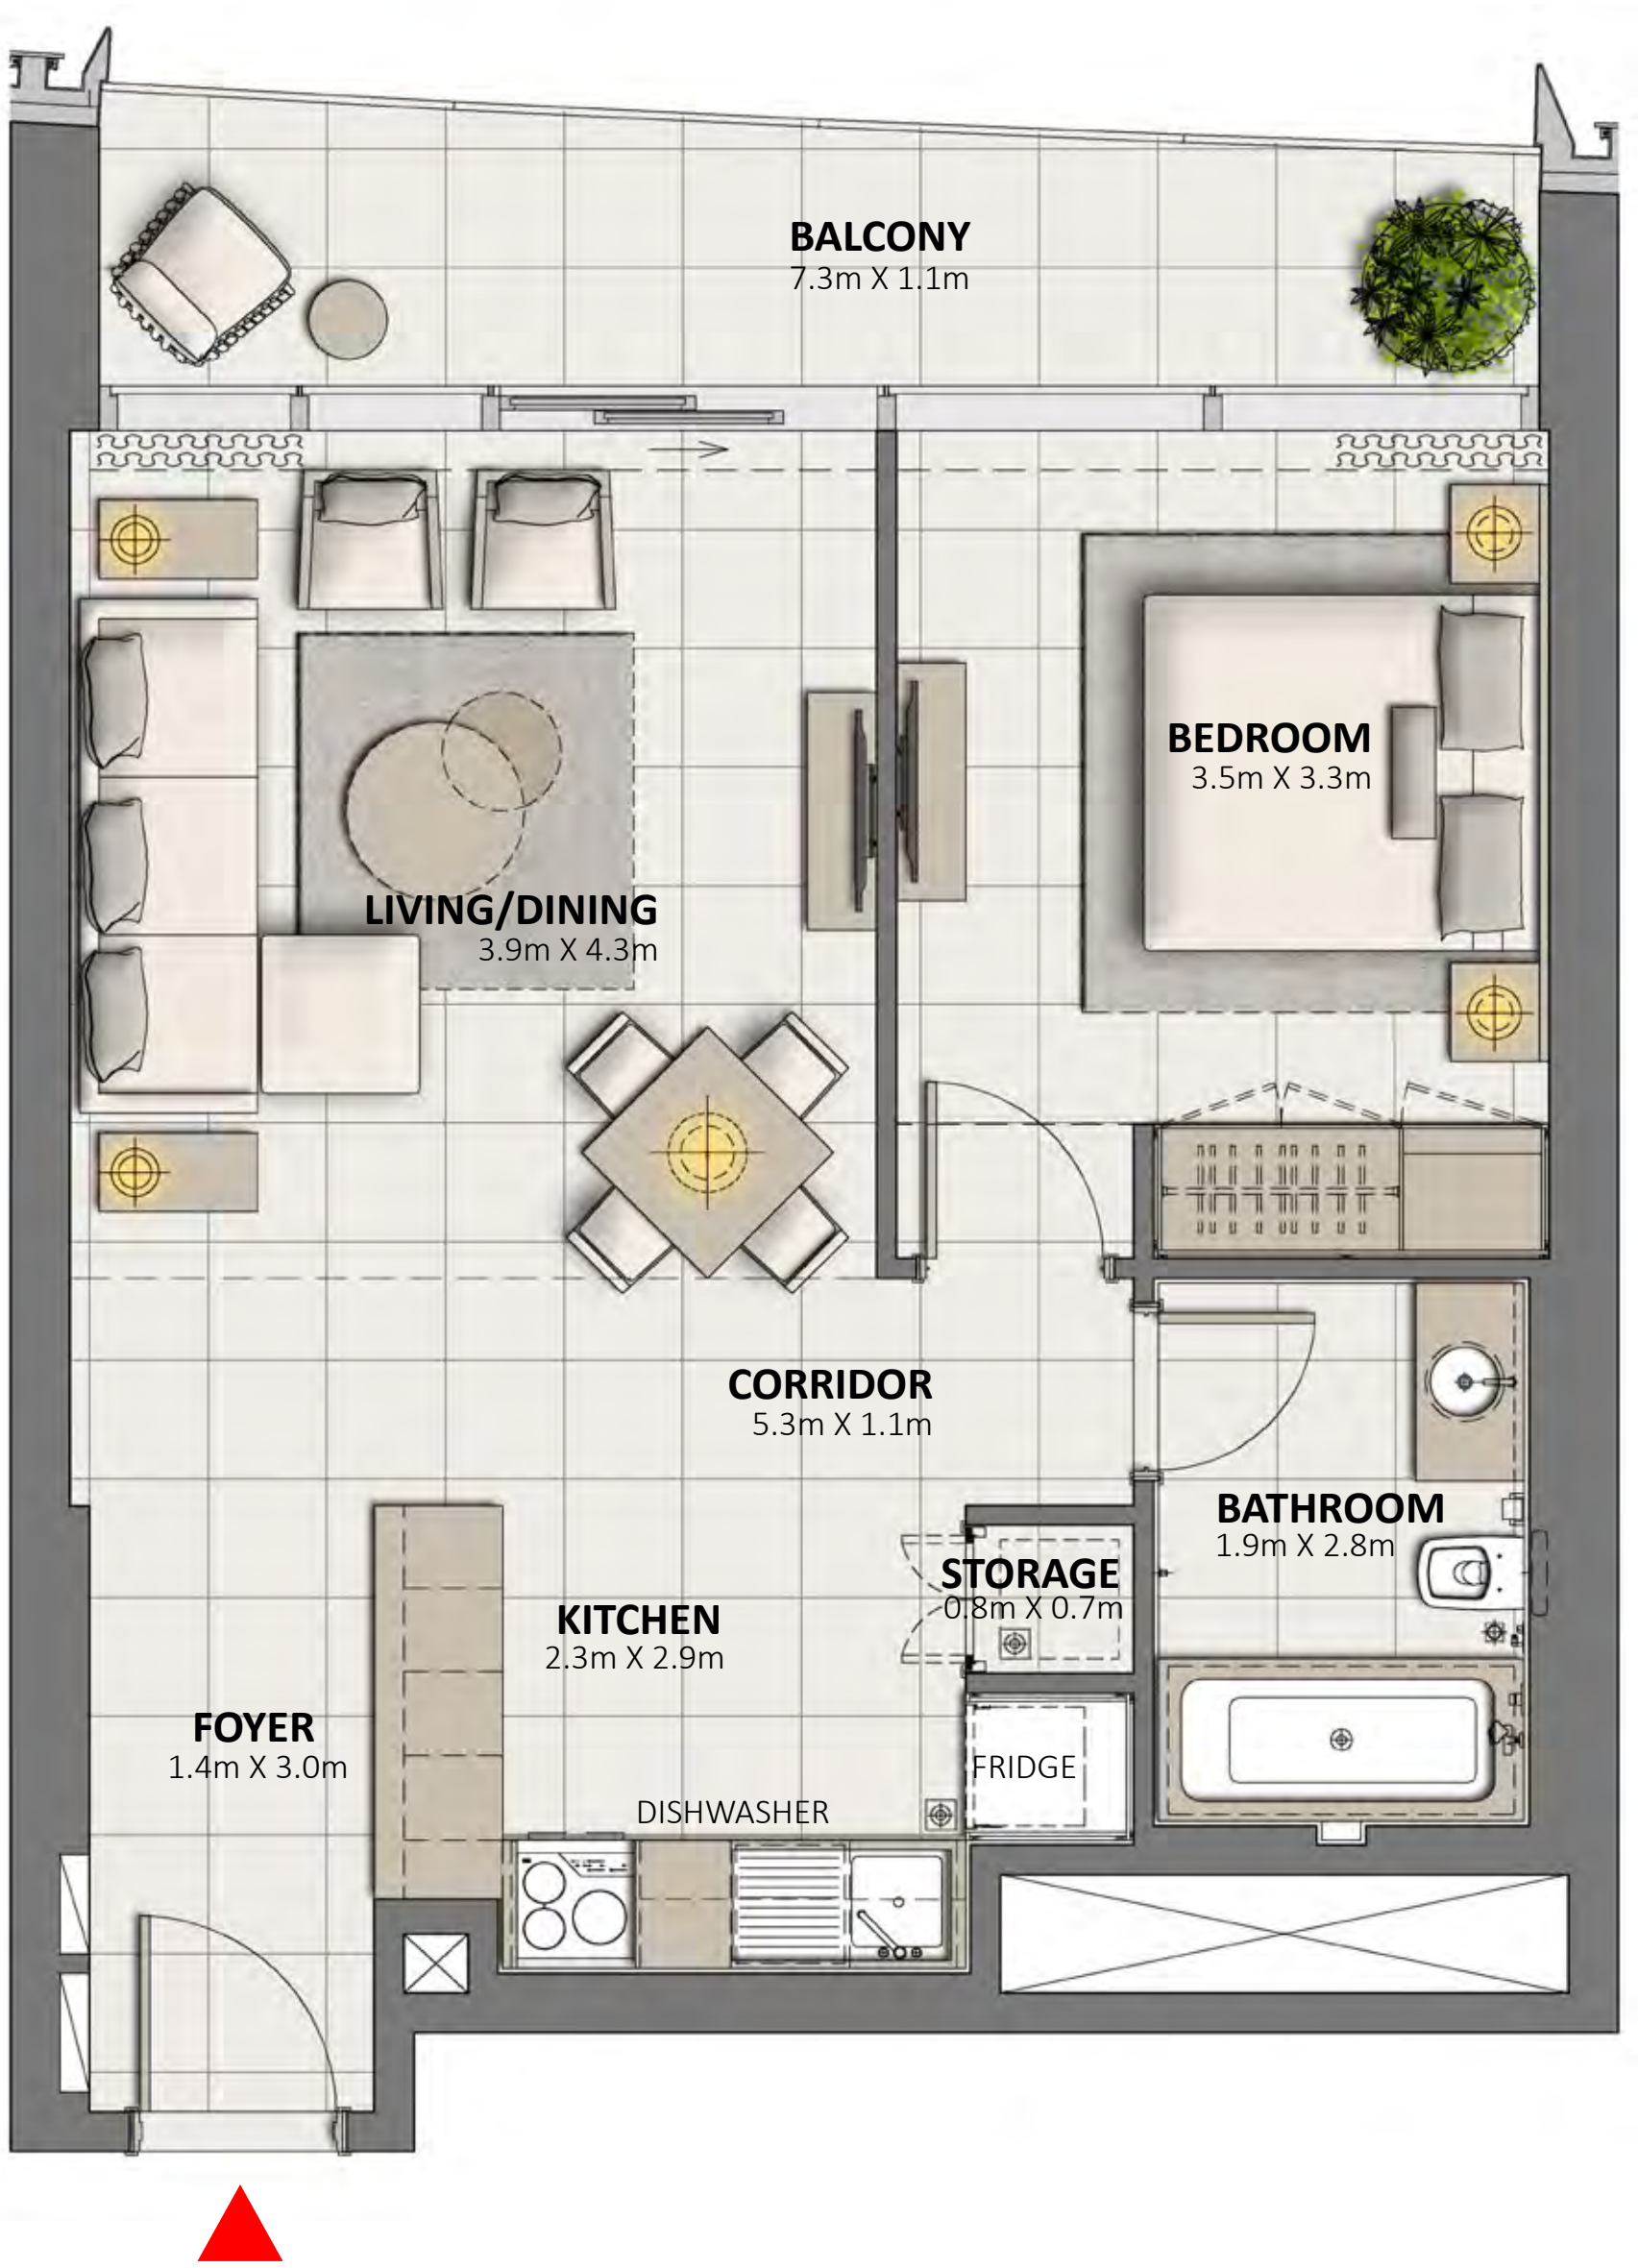 BALCONY
7.3m X 1.1m
BEDROOM
3.5m X 3.3m
LIVING/DINING
3.9m X 4.3m
CORRIDOR
5.3m X 1.1m
BATHROOM
1.9m X 2.8m
STORAGE
0.8m X 0.7m
KITCHEN
2.3m X 2.9m
FOYER
1.4m X 3.0m
FRIDGE
DISHWASHER